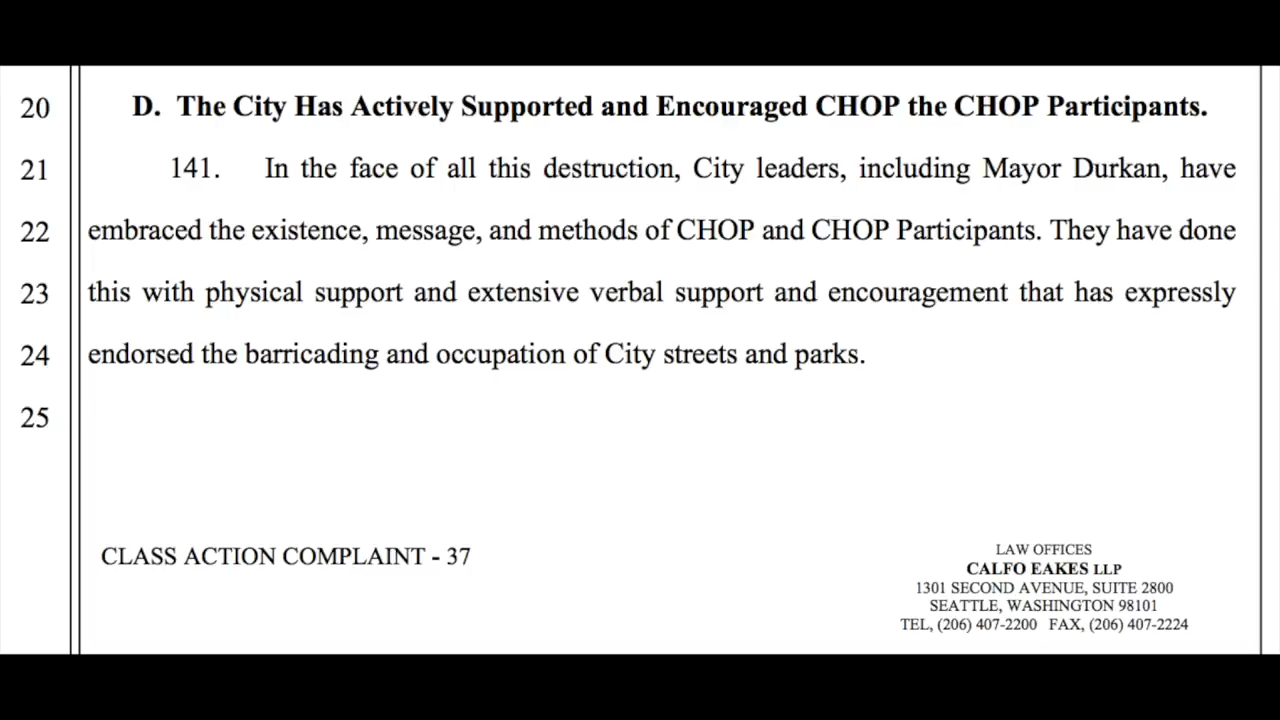 20 D. The City Has Actively Supported and Encouraged CHOP the CHOP Participants.
21 141. In the face of all this destruction, City leaders, including Mayor Durkan, have
22 embraced the existence, message, and methods of CHOP and CHOP Participants. They have done
23 this with physical support and extensive verbal support and encouragement that has expressly
24 endorsed the barricading and occupation of City streets and parks.
25
CLASS ACTION COMPLAINT - 37
LAW OFFICES
CALFO EAKES LLP
1301 SECOND AVENUE, SUITE 2800
SEATTLE, WASHINGTON 98101
TEL, (206) 407-2200 FAX, (206) 407-2224